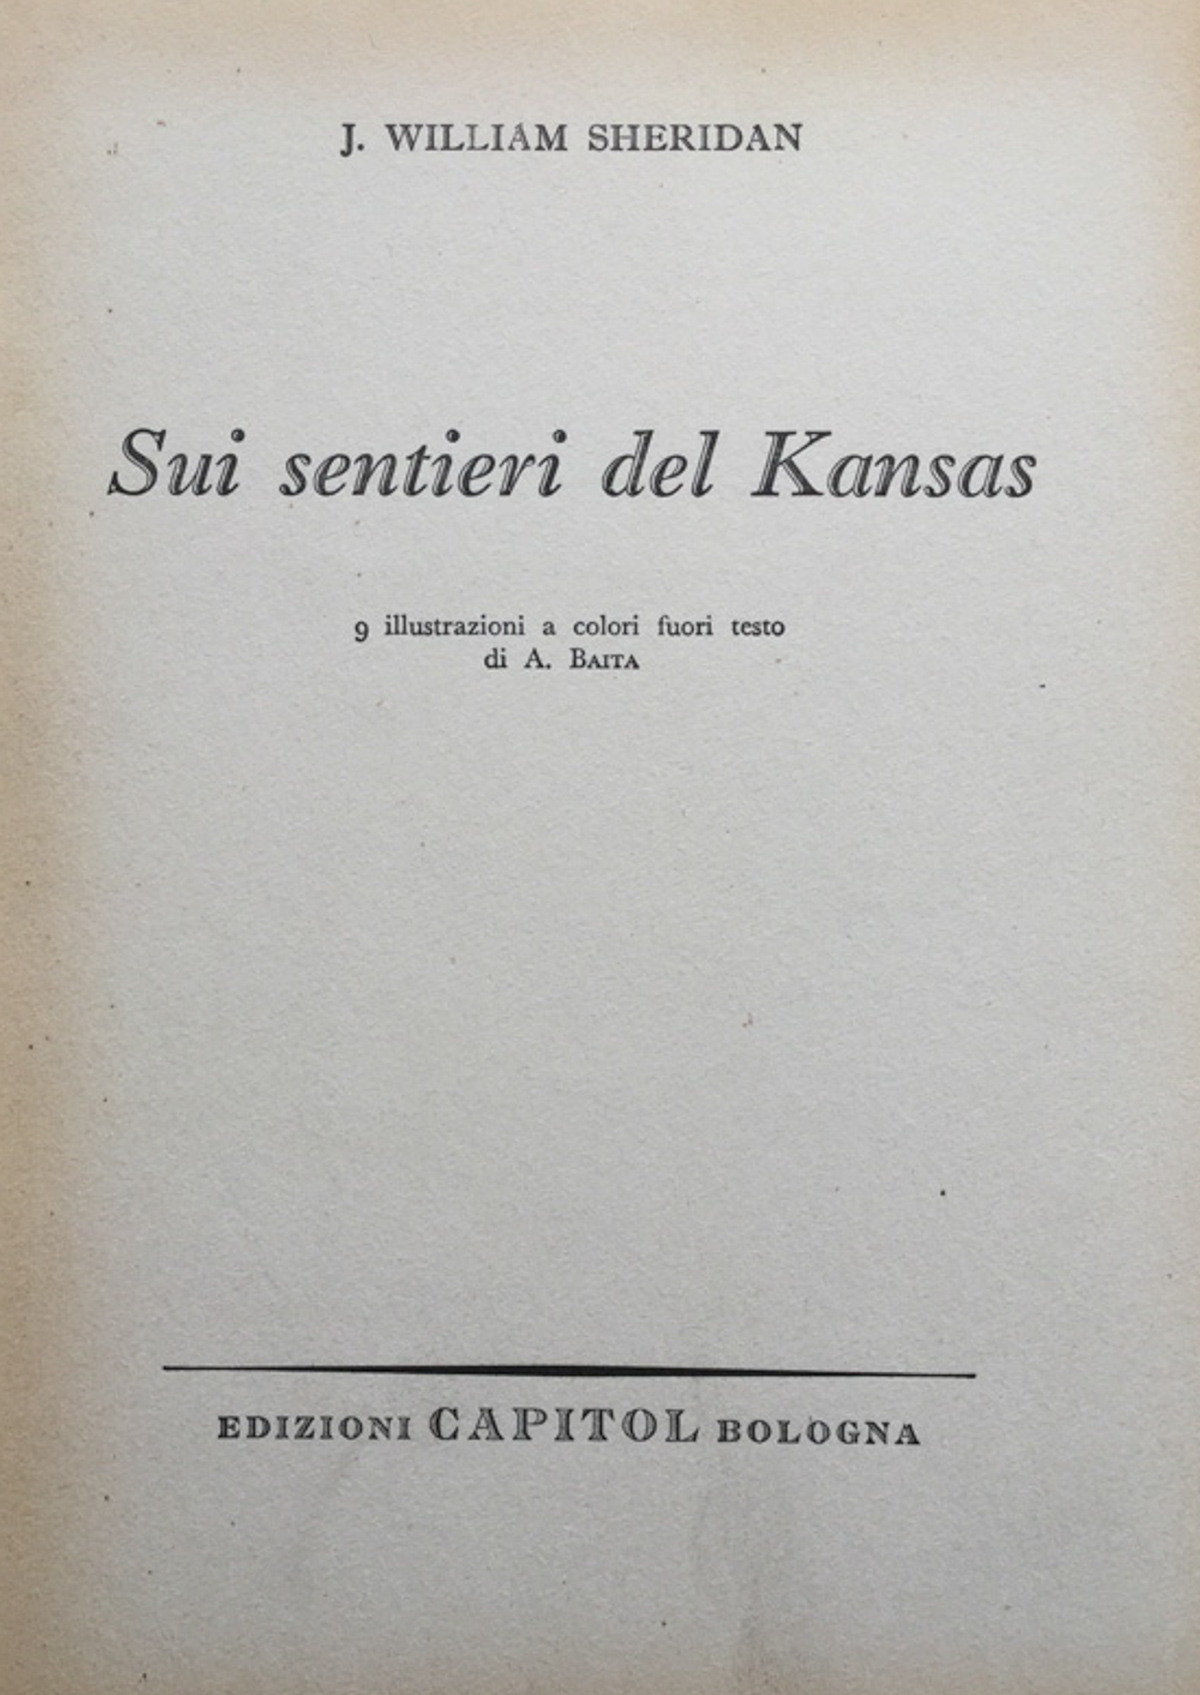 J. WILLIAM SHERIDAN
Sui sentieri del Kansas
9 illustrazioni a colori fuori testo
di A. BAITA
EDIZIONI CAPITOL BOLOGNA